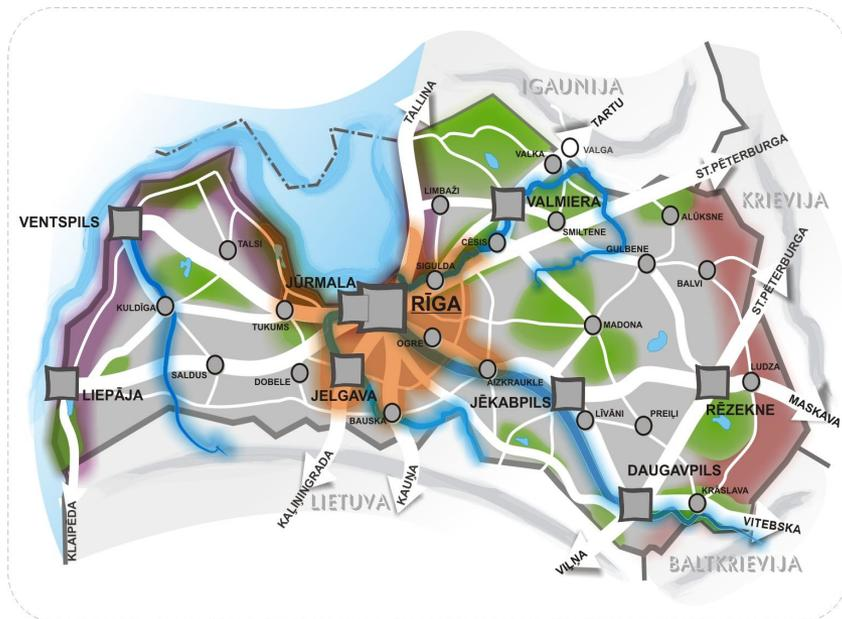 IGAUNIJA
TALLINA
TARTU
VALKA
VALGA
ST.PĒTERBURGA
KRIEVIJA
LIMBAŽI
VALMIERA
ALŪKSNE
VENTSPILS
SMILTENE
TALSI
CĒSIS
GULBENE
SIGULDA
BALVI
ST.PĒTERBURGA
JŪRMALA
RĪGA
KULDĪGA
TUKUMS
MADONA
OGRE
SALDUS
DOBELE
AIZKRAUKLE
LUDZA
LIEPĀJA
JELGAVA
JĒKABPILS
RĒZEKNE
MASKAVA
BAUSKA
LĪVĀNI
PREIĻI
DAUGAVPILS
KAĻIŅINGRADA
LIETUVA
KAUŅA
KRĀSLAVA
KLAIPĒDA
VITEBSKA
VIĻŅA
BALTKRIEVIJA